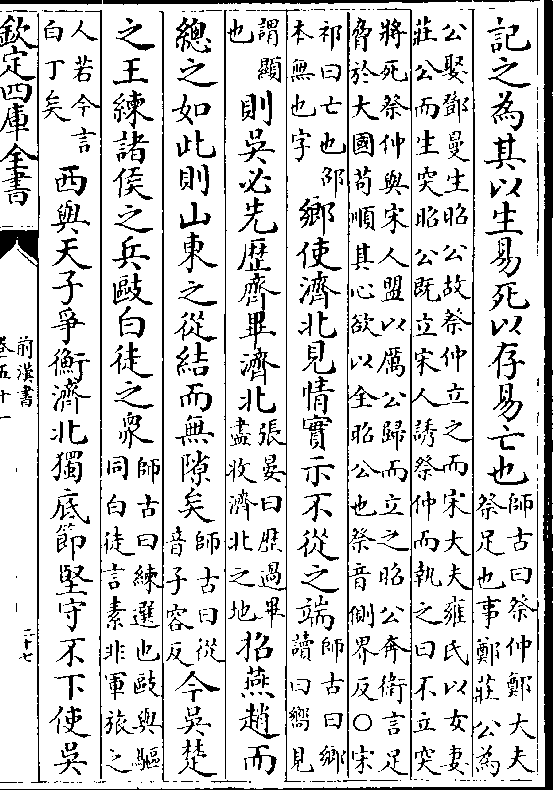 記之為其以生易死以存易亡也師古曰祭仲鄭大夫
祭足也事鄭莊公為
公娶鄧曼生昭公故祭仲立之而宋大夫雍氏以女妻
莊公而生突昭公既立宋人誘祭仲而執之曰不立突
將死祭仲與宋人盟以厲公歸而立之昭公奔衛言足
脅於大國苟順其心欲以全昭公也祭音側界反○宋
祁曰亡也邵
本無也字
鄉使濟北見情實示不從之端師古曰鄉
讀曰嚮見
謂顯
也
則吳必先歷齊畢濟北張晏曰歷過畢
盡收濟北之地
招燕趙而
總之如此則山東之從結而無隙矣師古曰從
音子容反
今吳楚
之王練諸侯之兵敺白徒之衆師古曰練選也敺與驅
同白徒言素非軍旅之
人若今言
白丁矣
西與天子爭衡濟北獨底節堅守不下使吳
欽定四庫全書
前漢書
卷五十一
二十七